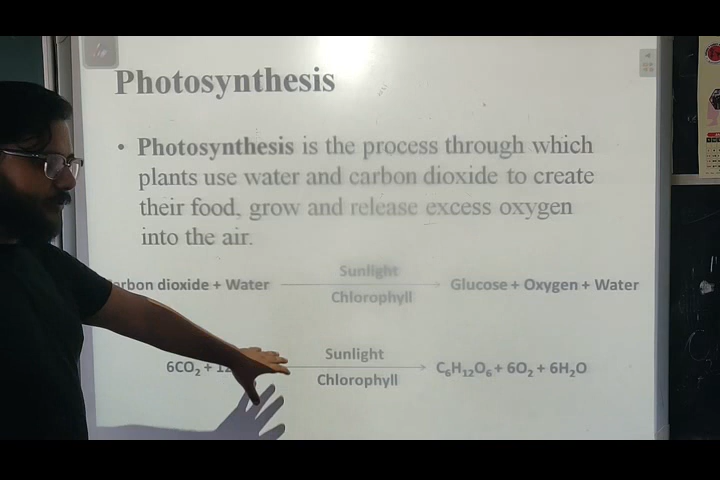 Photosynthesis
• Photosynthesis is the process through which
plants use water and carbon dioxide to create
their food, grow and release excess oxygen
into the air.
Sunlight
arbon dioxide + Water Glucose + Oxygen + Water
Chlorophyll
Sunlight
6CO₂ + C₆H₁₂O₆ + 6O₂ + 6H₂O
Chlorophyll